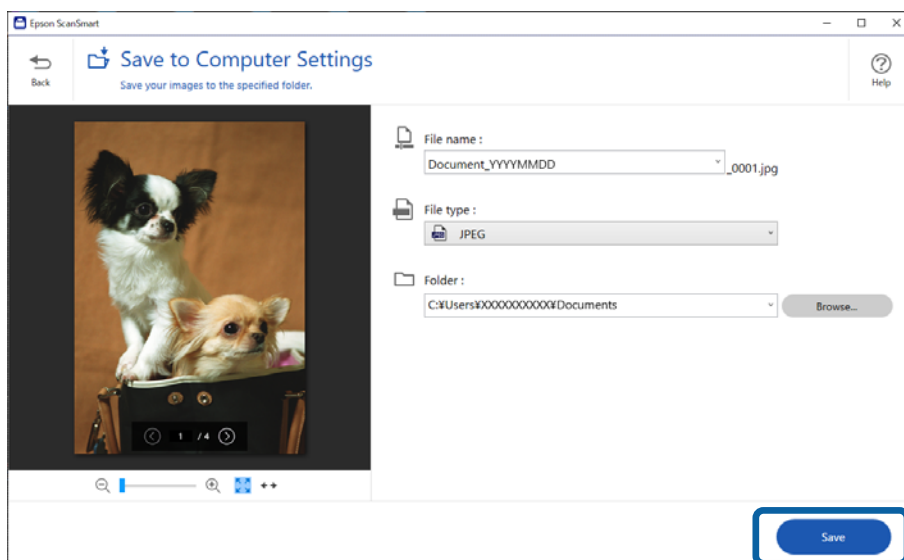 Epson ScanSmart
Back
Save to Computer Settings
Save your images to the specified folder.
Help
File name :
Document_YYYYMMDD
_0001.jpg
File type :
JPEG
Folder :
C:¥Users¥XXXXXXXXXX¥Documents
Browse...
1 / 4
Save